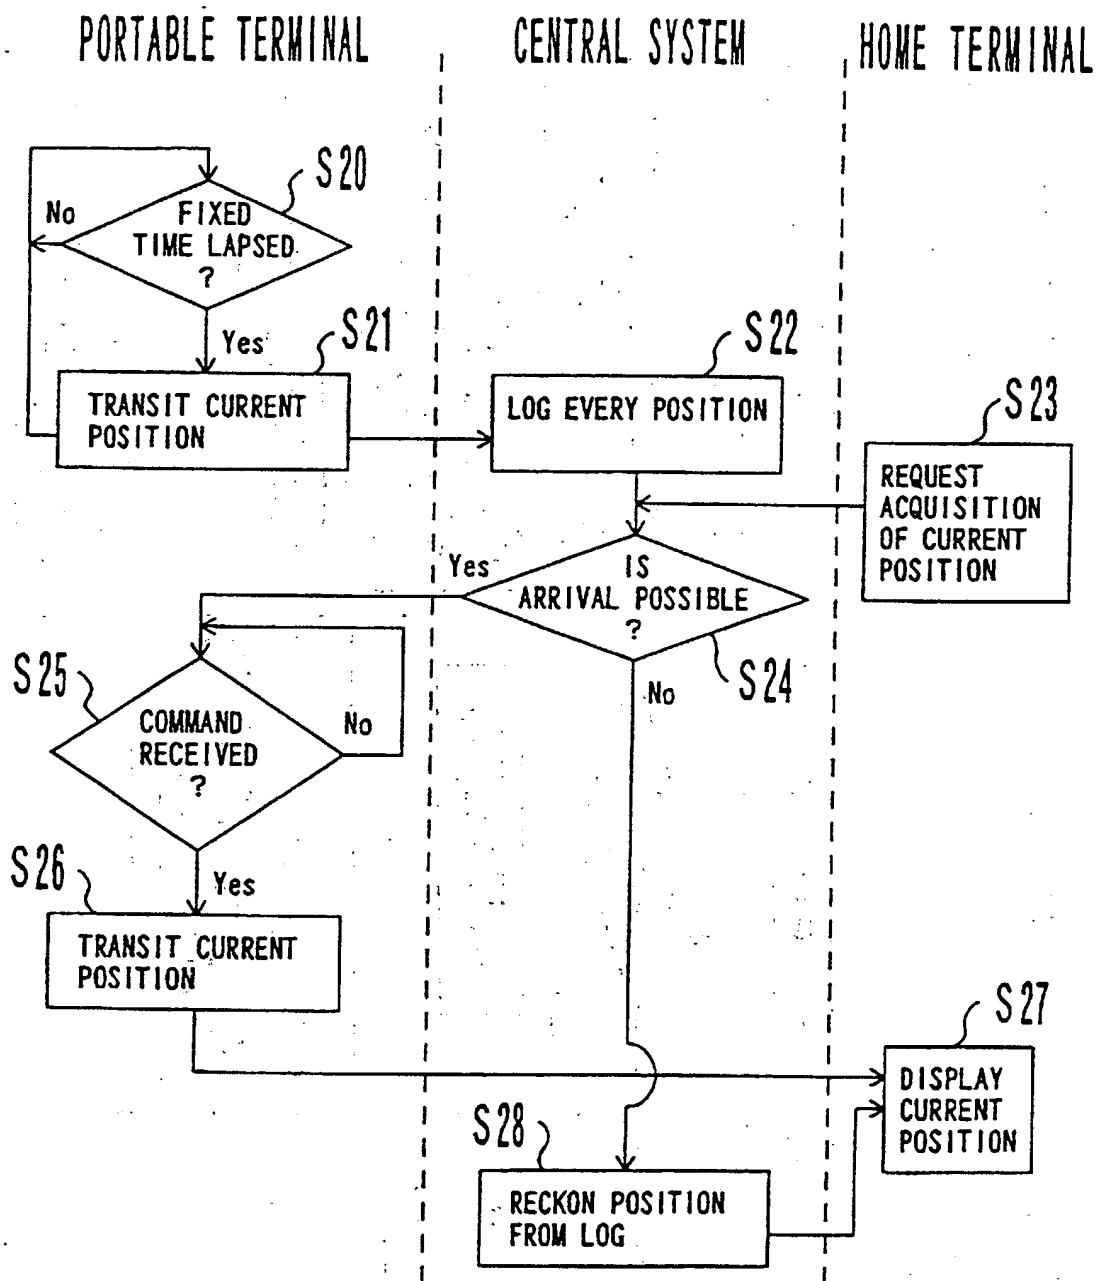 PORTABLE TERMINAL
CENTRAL SYSTEM
HOME TERMINAL
S20
No
FIXED
TIME LAPSED
?
Yes
S21
TRANSIT CURRENT
POSITION
S22
LOG EVERY POSITION
S23
REQUEST
ACQUISITION
OF CURRENT
POSITION
Yes
IS
ARRIVAL POSSIBLE
?
S24
No
S25
COMMAND
RECEIVED
?
No
Yes
S26
TRANSIT CURRENT
POSITION
S27
DISPLAY
CURRENT
POSITION
S28
RECKON POSITION
FROM LOG